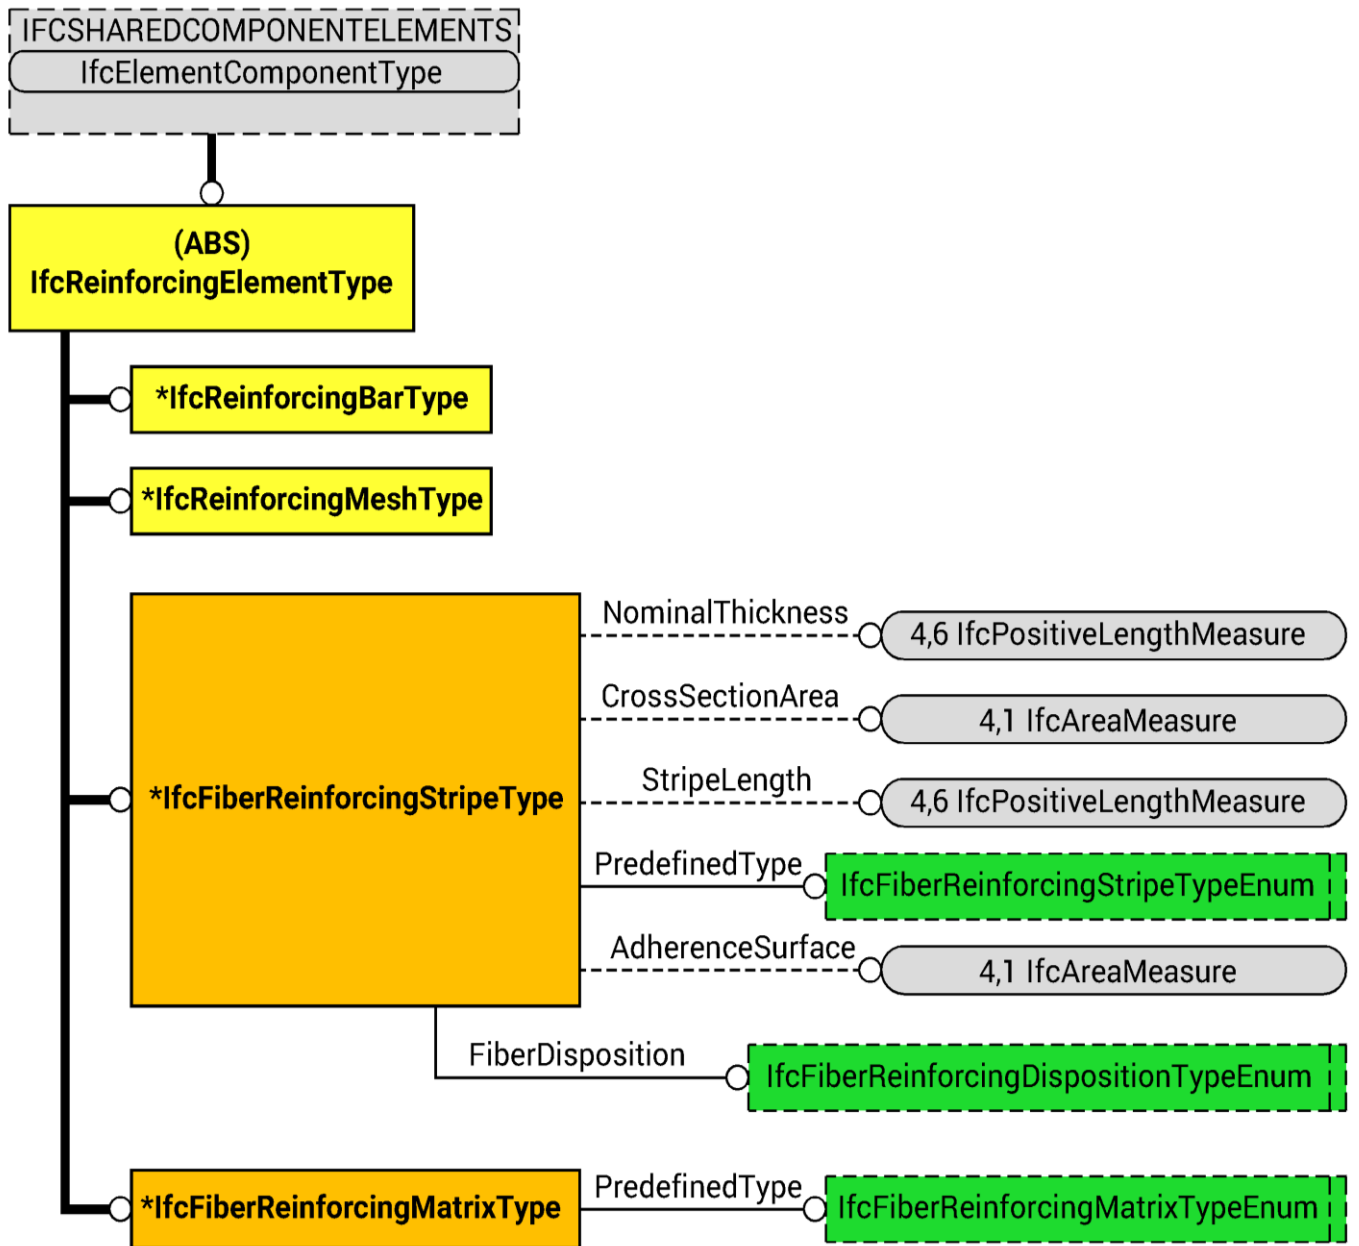 IFCSHAREDCOMPONENTELEMENTS
IfcElementComponentType
(ABS)
IfcReinforcingElementType
*IfcReinforcingBarType
*IfcReinforcingMeshType
NominalThickness
4,6 IfcPositiveLengthMeasure
CrossSectionArea
4,1 IfcAreaMeasure
StripeLength
4,6 IfcPositiveLengthMeasure
*IfcFiberReinforcingStripeType
PredefinedType
IfcFiberReinforcingStripeTypeEnum
AdherenceSurface
4,1 IfcAreaMeasure
FiberDisposition
IfcFiberReinforcingDispositionTypeEnum
*IfcFiberReinforcingMatrixType
PredefinedType
IfcFiberReinforcingMatrixTypeEnum